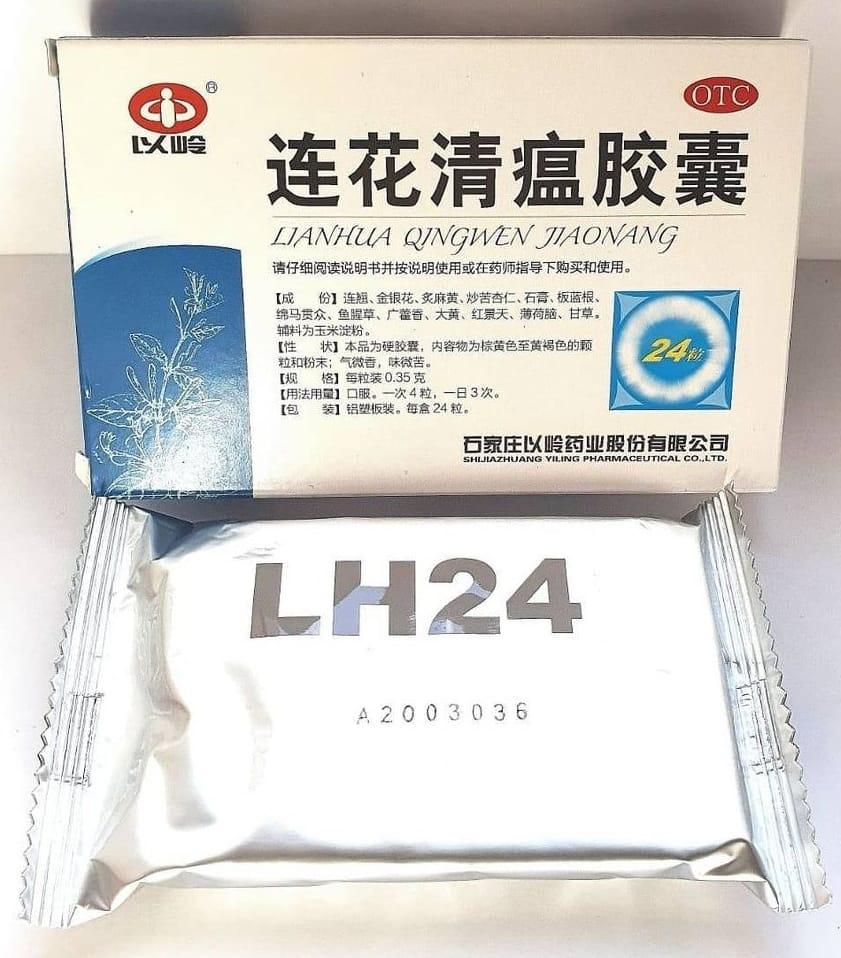 以岭
®
OTC
连花清瘟胶囊
LIANHUA QINGWEN JIAONANG
请仔细阅读说明书并按说明使用或在药师指导下购买和使用。
【成　份】连翘、金银花、炙麻黄、炒苦杏仁、石膏、板蓝根、
绵马贯众、鱼腥草、广藿香、大黄、红景天、薄荷脑、甘草。
辅料为玉米淀粉。
【性　状】本品为硬胶囊，内容物为棕黄色至黄褐色的颗
粒和粉末；气微香，味微苦。
【规　格】每粒装0.35克
【用法用量】口服。一次4粒，一日3次。
【包　装】铝塑板装。每盒24粒。
24粒
石家庄以岭药业股份有限公司
SHIJIAZHUANG YILING PHARMACEUTICAL CO.,LTD.
LH24
A2003036